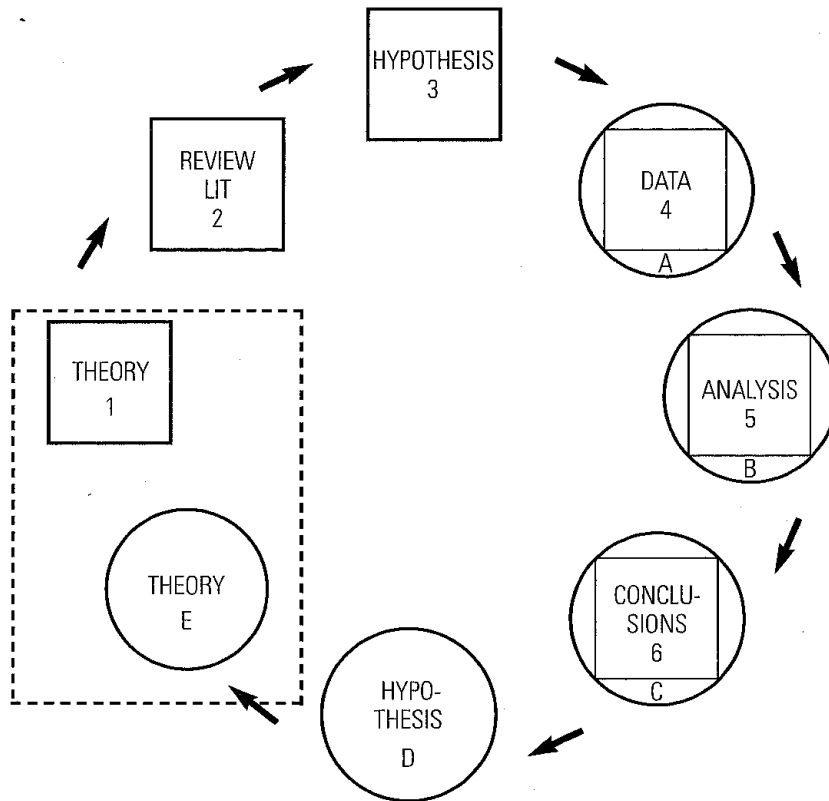 HYPOTHESIS
3
REVIEW
LIT
2
DATA
4
A
THEORY
1
ANALYSIS
5
B
THEORY
E
CONCLU-
SIONS
6
C
HYPO-
THESIS
D